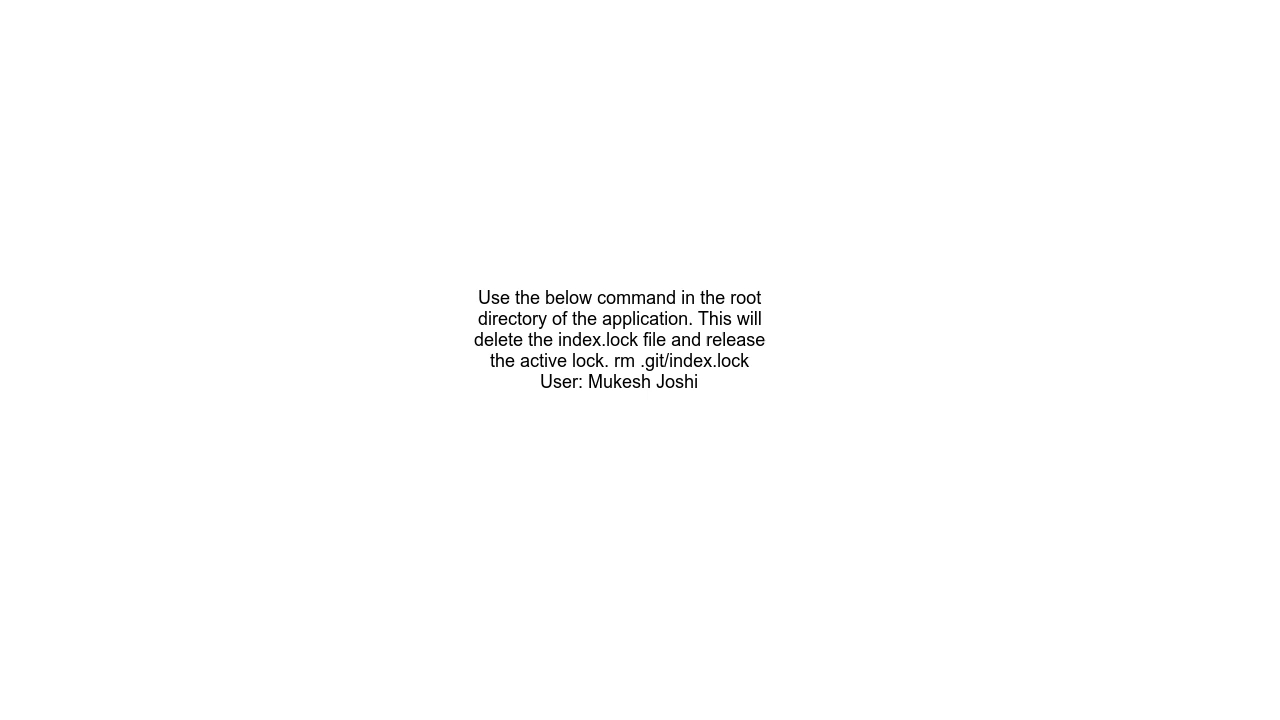 Use the below command in the root
directory of the application. This will
delete the index.lock file and release
the active lock. rm .git/index.lock
User: Mukesh Joshi